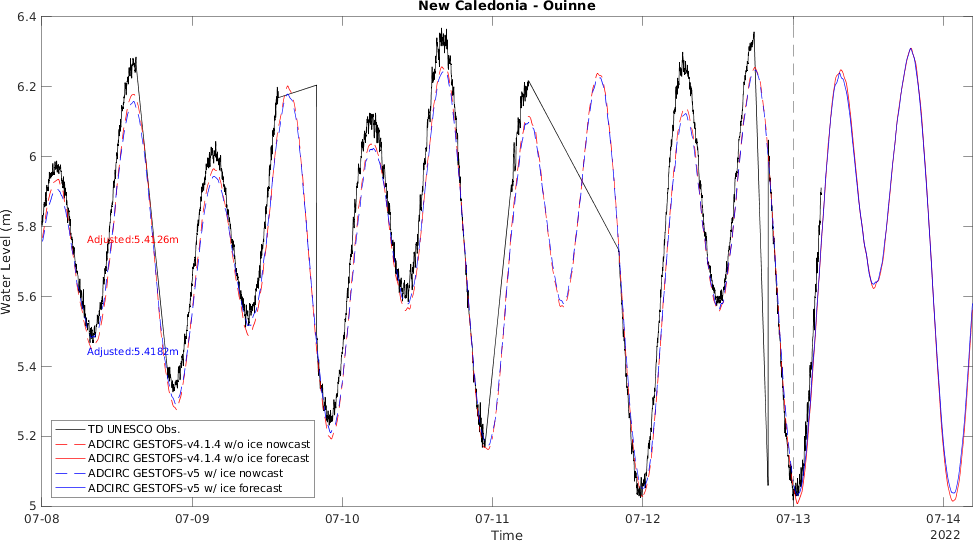 New Caledonia - Ouinne
6.4
6.2
6
5.8
5.6
5.4
5.2
5
Water Level (m)
Adjusted:5.4126m
Adjusted:5.4182m
TD UNESCO Obs.
ADCIRC GESTOFS-v4.1.4 w/o ice nowcast
ADCIRC GESTOFS-v4.1.4 w/o ice forecast
ADCIRC GESTOFS-v5 w/ ice nowcast
ADCIRC GESTOFS-v5 w/ ice forecast
07-08 07-09 07-10 07-11 07-12 07-13 07-14
Time
2022